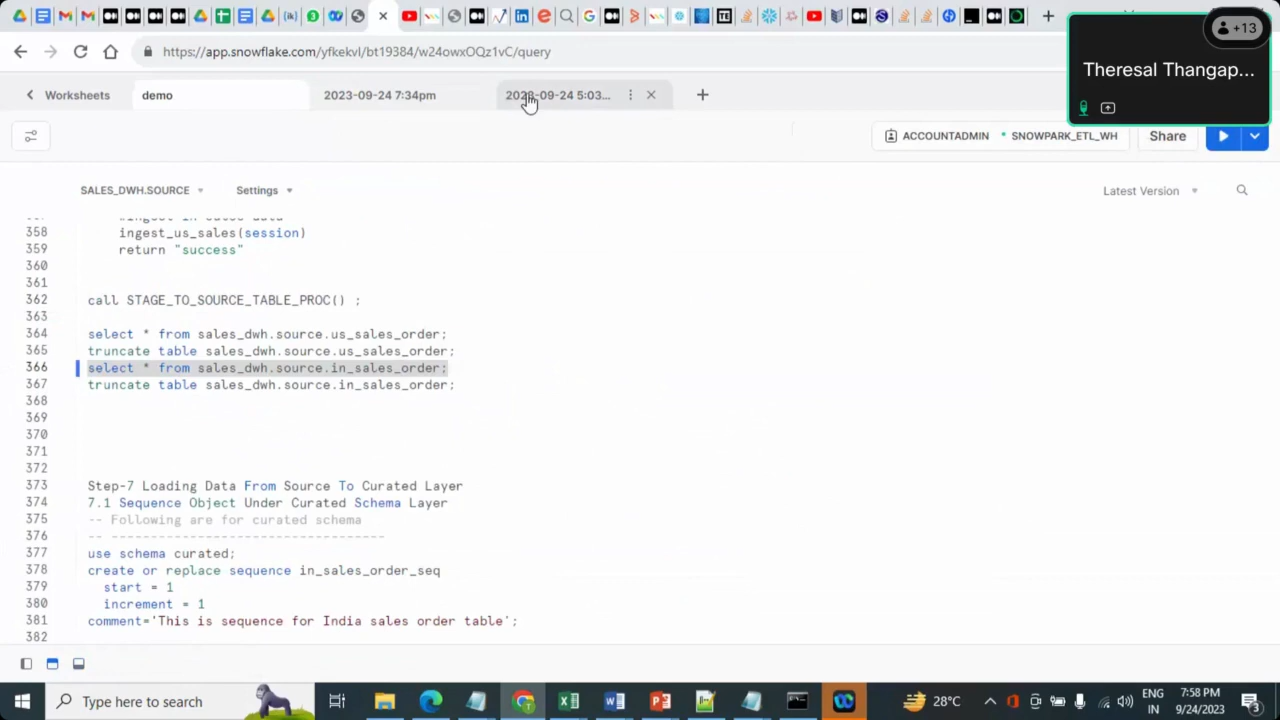 +13
https://app.snowflake.com/yfkekvl/bt19384/w24owxOQz1vC/query
Theresal Thangap...
Worksheets
demo
2023-09-24 7:34pm
2023-09-24 5:03...
ACCOUNTADMIN
SNOWPARK_ETL_WH
Share
SALES_DWH.SOURCE
Settings
Latest Version
358 ingest_us_sales(session)
359 return "success"
360
361
362 call STAGE_TO_SOURCE_TABLE_PROC() ;
363
364 select * from sales_dwh.source.us_sales_order;
365 truncate table sales_dwh.source.us_sales_order;
366 select * from sales_dwh.source.in_sales_order;
367 truncate table sales_dwh.source.in_sales_order;
368
369
370
371
372
373 Step-7 Loading Data From Source To Curated Layer
374 7.1 Sequence Object Under Curated Schema Layer
375 -- Following are for curated schema
376 -- --------------------------------
377 use schema curated;
378 create or replace sequence in_sales_order_seq
379 start = 1
380 increment = 1
381 comment='This is sequence for India sales order table';
382
Type here to search
28°C
ENG
IN
7:58 PM
9/24/2023
3